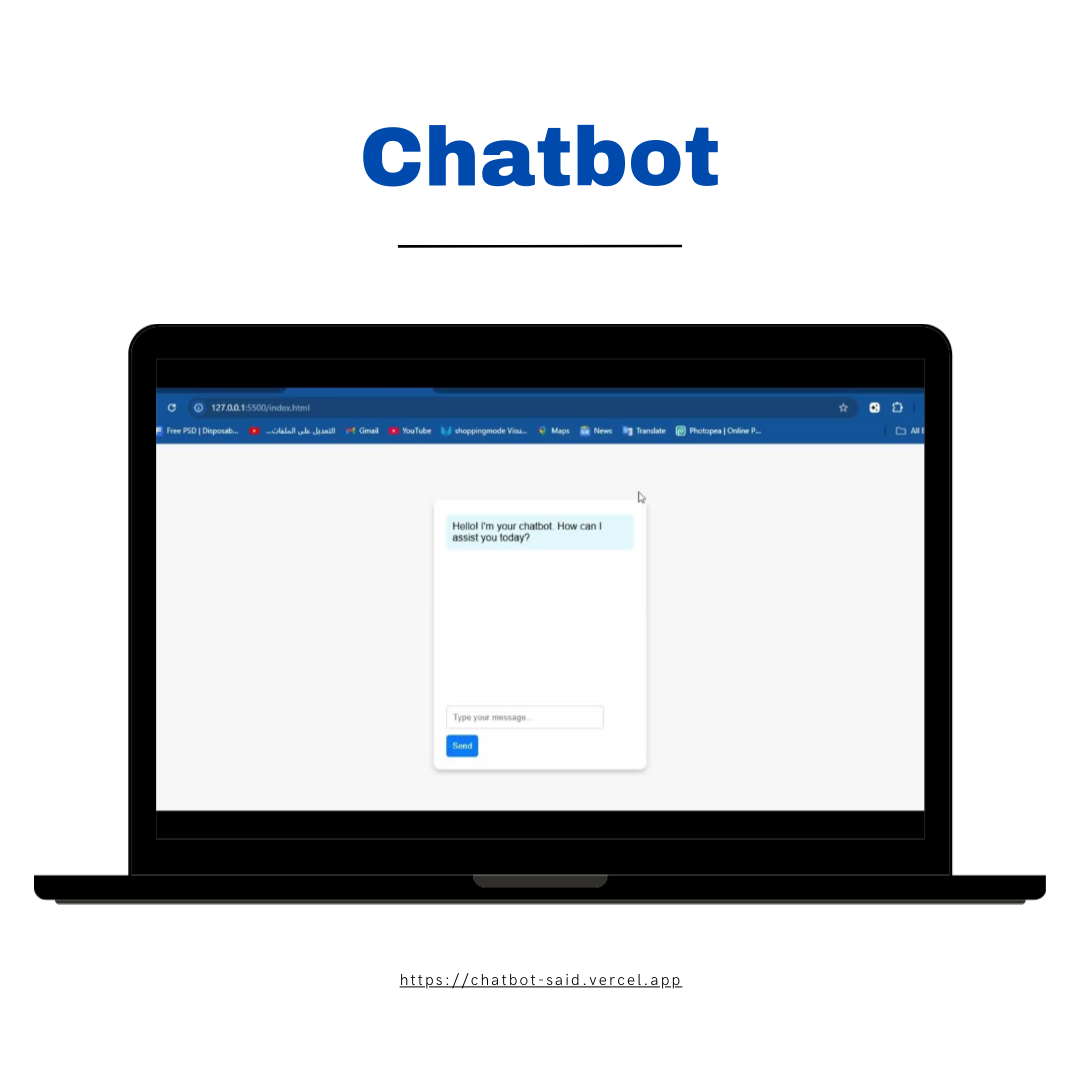 Chatbot
127.0.0.1:5500/index.html
Free PSD | Disposab... ...التعديل على الملفات Gmail YouTube shoppingmode Visu... Maps News Translate Photopea | Online P... All
Hello! I'm your chatbot. How can I
assist you today?
Type your message...
Send
https://chatbot-said.vercel.app